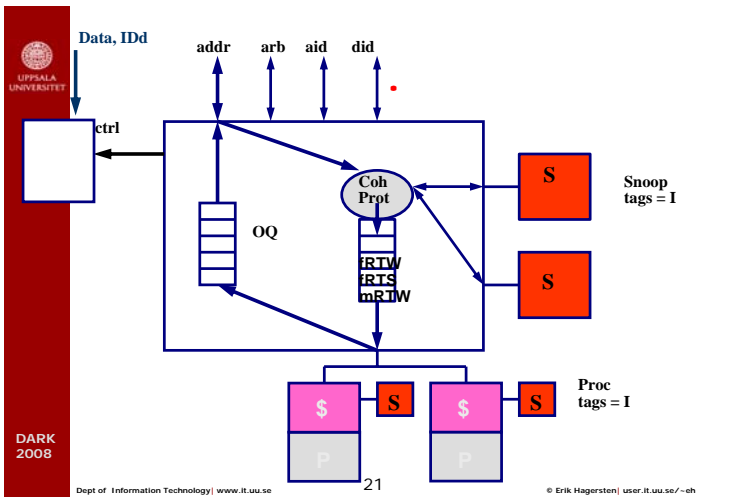 Data, IDd
addr arb aid did
UPPSALA
UNIVERSITET
ctrl
Coh
Prot
S
Snoop
tags = I
OQ
fRTW
fRTS
mRTW
S
$ S $ S
Proc
tags = I
P P
DARK
2008
Dept of Information Technology| www.it.uu.se
21
© Erik Hagersten| user.it.uu.se/~eh